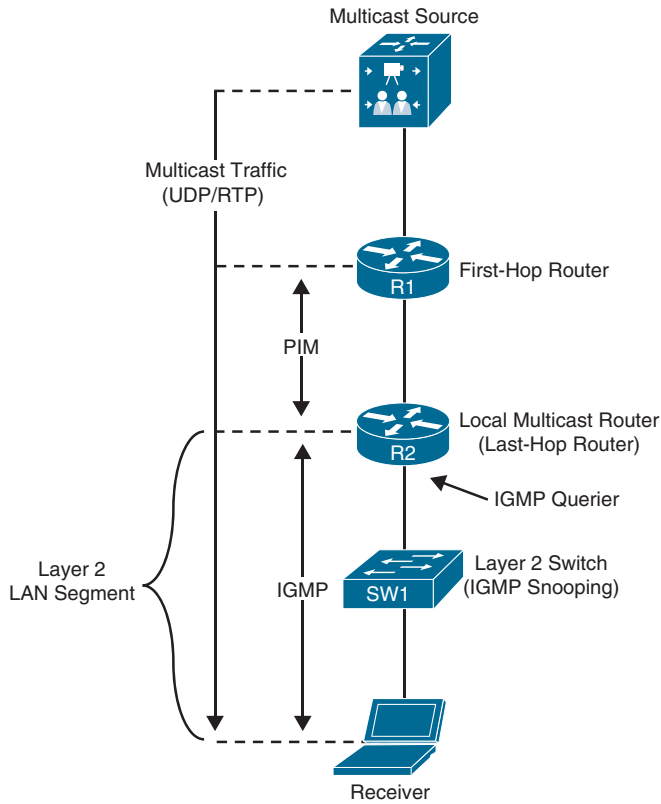 Multicast Source
Multicast Traffic
(UDP/RTP)
First-Hop Router
R1
PIM
Local Multicast Router
(Last-Hop Router)
R2
IGMP Querier
Layer 2
LAN Segment
IGMP
Layer 2 Switch
(IGMP Snooping)
SW1
Receiver